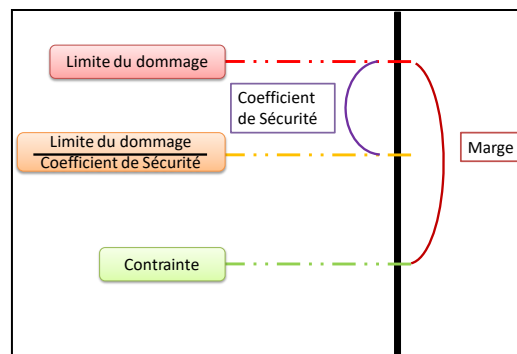 Limite du dommage
Coefficient
de Sécurité
Limite du dommage
Coefficient de Sécurité
Marge
Contrainte